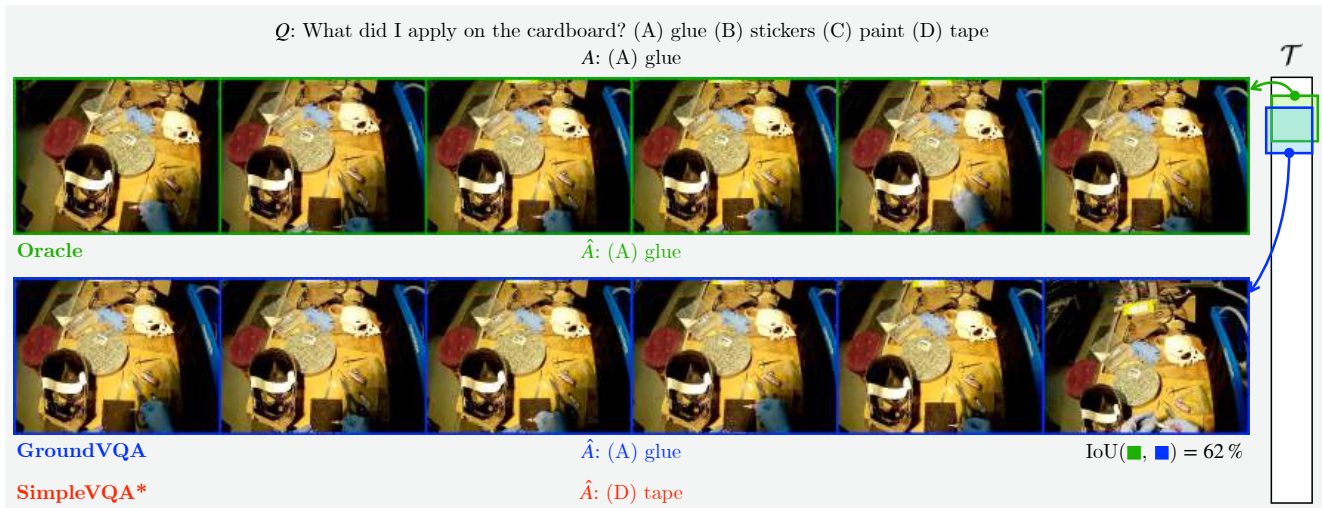 Q: What did I apply on the cardboard? (A) glue (B) stickers (C) paint (D) tape
A: (A) glue
𝒯
Oracle Â: (A) glue
GroundVQA Â: (A) glue IoU(■, ■) = 62 %
SimpleVQA* Â: (D) tape